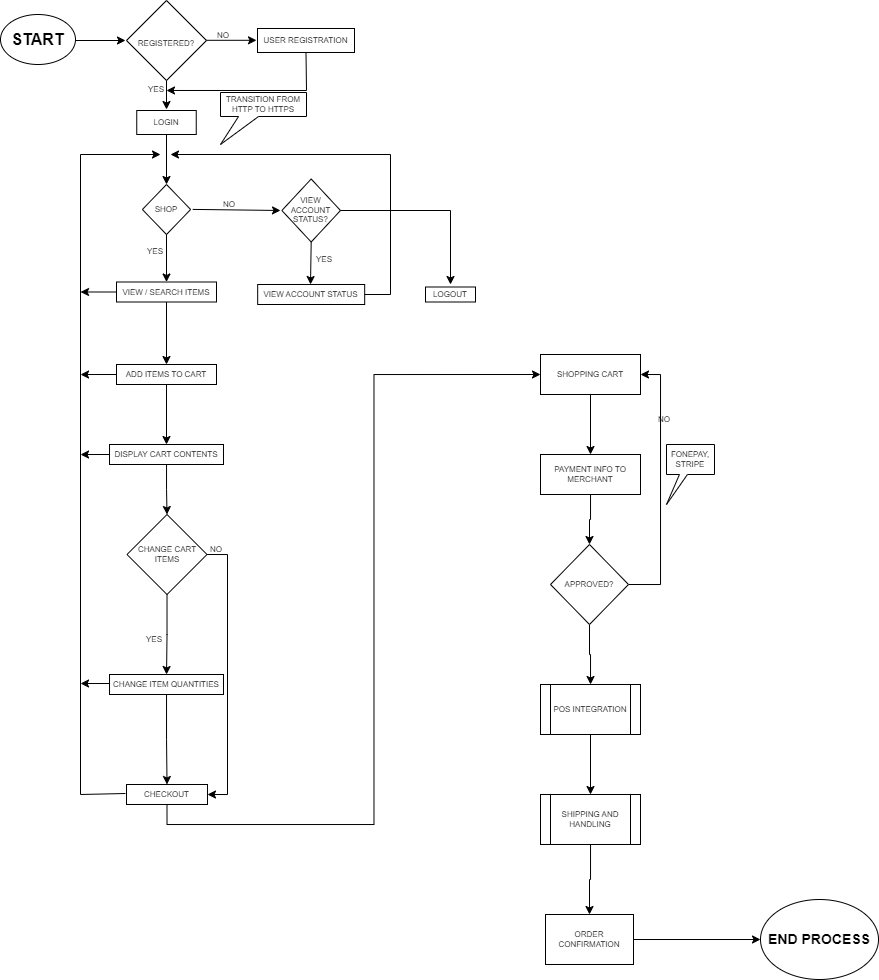 START
REGISTERED?
NO
USER REGISTRATION
YES
TRANSITION FROM
HTTP TO HTTPS
LOGIN
SHOP
NO
VIEW
ACCOUNT
STATUS?
YES
YES
VIEW / SEARCH ITEMS
VIEW ACCOUNT STATUS
LOGOUT
ADD ITEMS TO CART
DISPLAY CART CONTENTS
CHANGE CART
ITEMS
NO
YES
CHANGE ITEM QUANTITIES
CHECKOUT
SHOPPING CART
NO
FONEPAY,
STRIPE
PAYMENT INFO TO
MERCHANT
APPROVED?
POS INTEGRATION
SHIPPING AND
HANDLING
ORDER
CONFIRMATION
END PROCESS